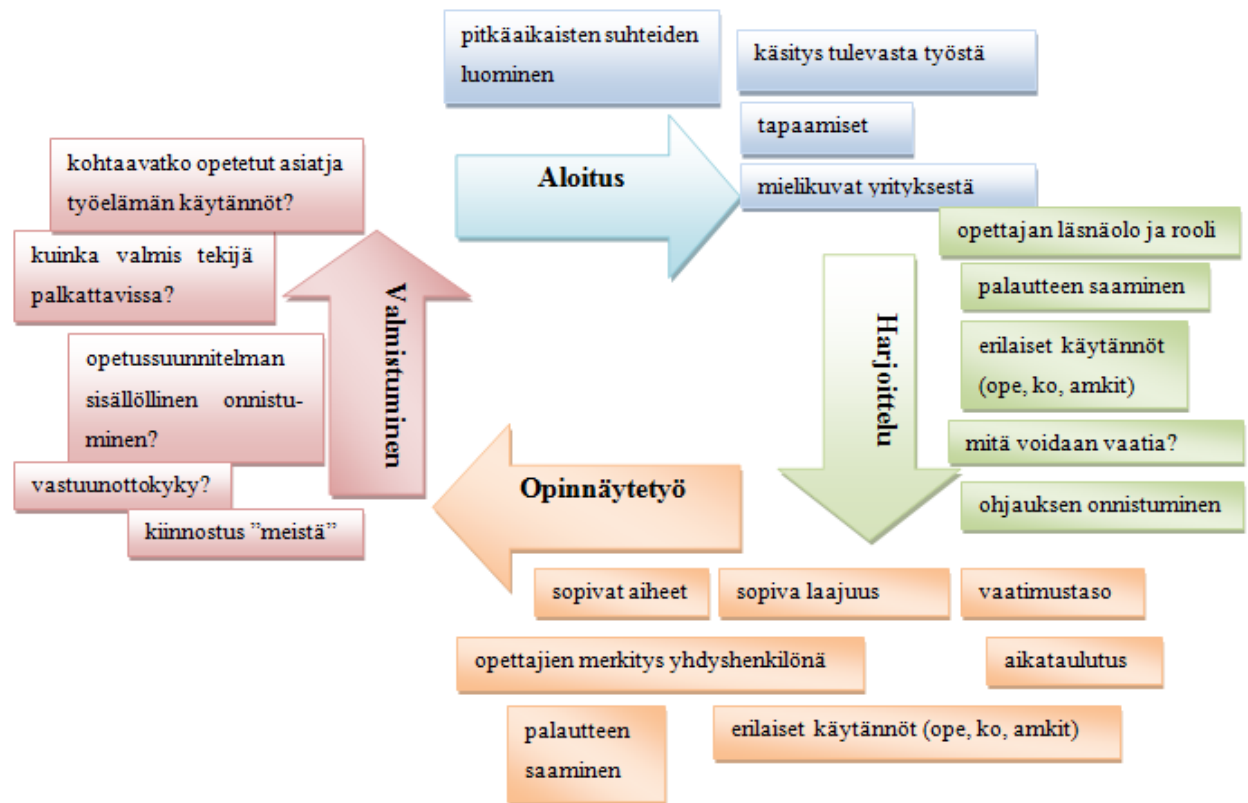 pitkäaikaisten suhteiden
luominen
käsitys tulevasta työstä
tapaamiset
mielikuvat yrityksestä
Aloitus
opettajan läsnäolo ja rooli
palautteen saaminen
erilaiset käytännöt
(ope, ko, amkit)
mitä voidaan vaatia?
ohjauksen onnistuminen
Harjoittelu
Opinnäytetyö
sopivat aiheet
sopiva laajuus
vaatimustaso
opettajien merkitys yhdyshenkilönä
aikataulutus
palautteen
saaminen
erilaiset käytännöt (ope, ko, amkit)
Valmistuminen
kohtaavatko opetetut asiatja
työelämän käytännöt?
kuinka valmis tekijä
palkattavissa?
opetussuunnitelman
sisällöllinen onnistu-
minen?
vastuunottokyky?
kiinnostus ”meistä”